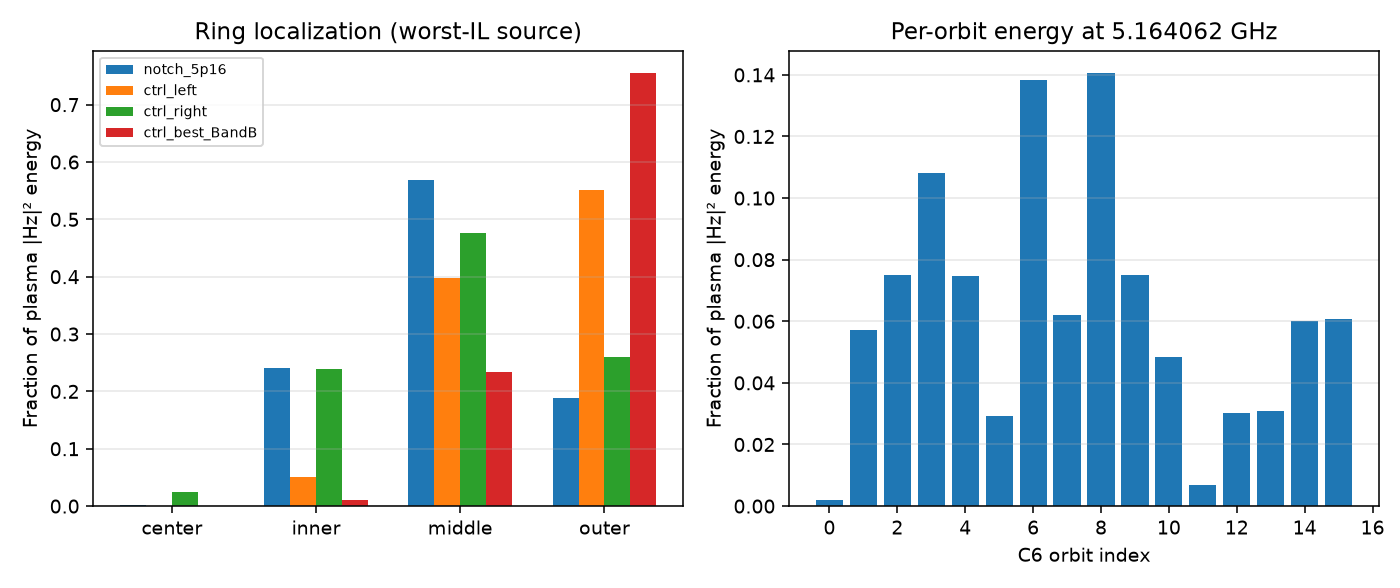 Ring localization (worst-IL source)
Fraction of plasma |Hz|² energy
0.7
0.6
0.5
0.4
0.3
0.2
0.1
0.0
notch_5p16
ctrl_left
ctrl_right
ctrl_best_BandB
center inner middle outer
Per-orbit energy at 5.164062 GHz
Fraction of plasma |Hz|² energy
0.14
0.12
0.10
0.08
0.06
0.04
0.02
0.00
0 2 4 6 8 10 12 14 16
C6 orbit index